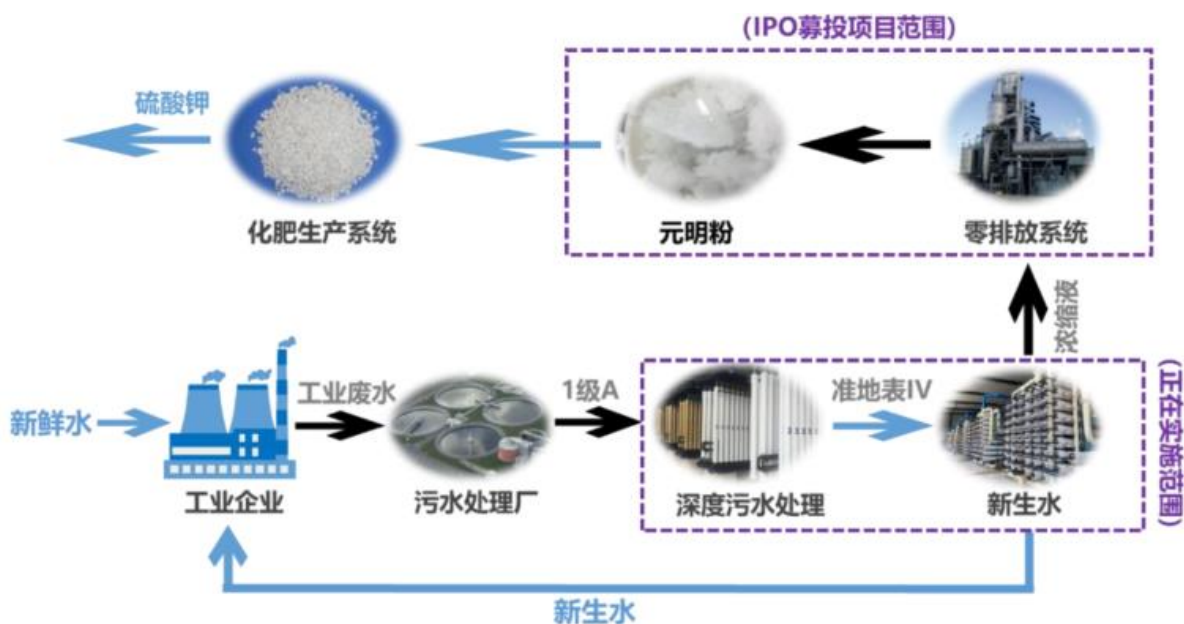 (IPO募投项目范围)
硫酸钾
化肥生产系统
元明粉
零排放系统
浓缩液
新鲜水
工业企业
工业废水
污水处理厂
1级A
深度污水处理
准地表IV
新生水
(正在实施范围)
新生水